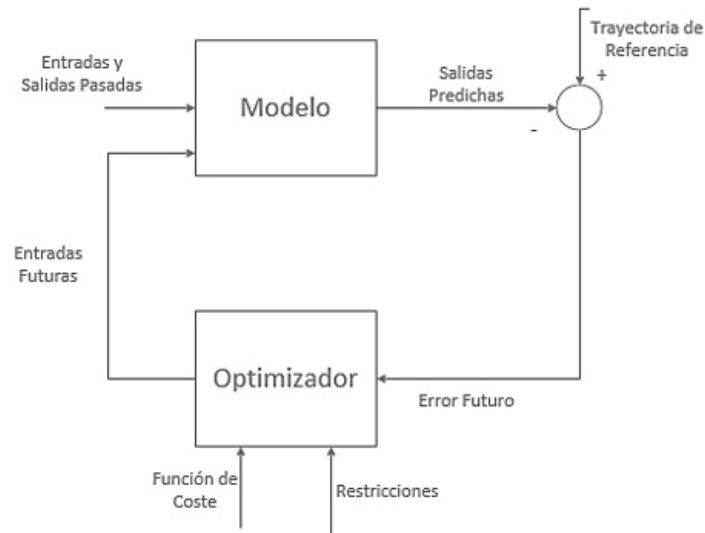 Trayectoria de
Referencia
+
Entradas y
Salidas Pasadas
Modelo
Salidas
Predichas
-
Entradas
Futuras
Optimizador
Error Futuro
Función de
Coste
Restricciones